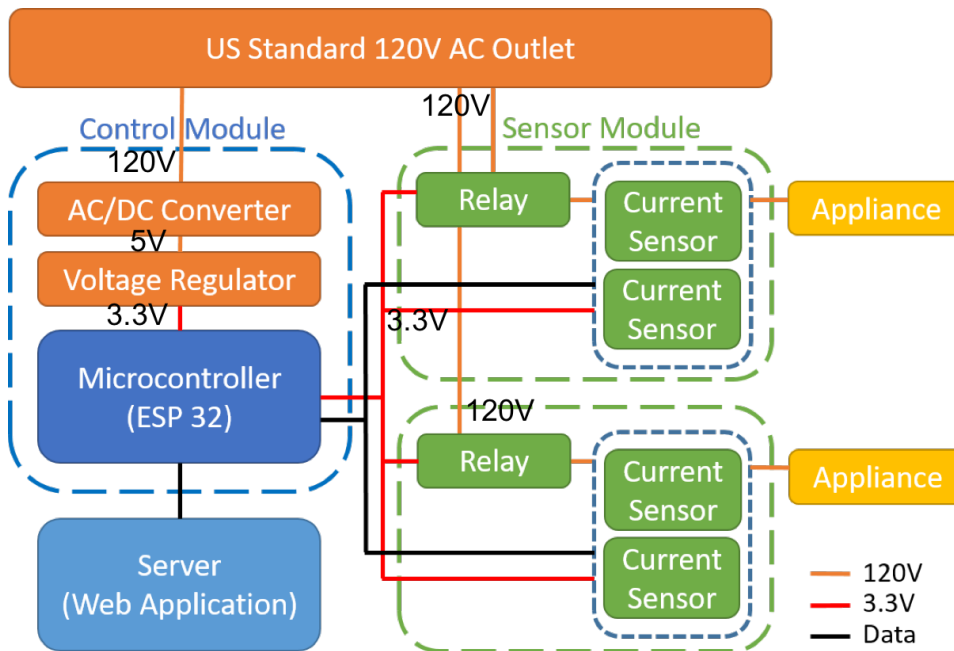 US Standard 120V AC Outlet
120V
Control Module
Sensor Module
120V
AC/DC Converter
5V
Voltage Regulator
3.3V
Microcontroller
(ESP 32)
Server
(Web Application)
Relay
Current
Sensor
Current
Sensor
Appliance
3.3V
120V
Relay
Current
Sensor
Current
Sensor
Appliance
120V
3.3V
Data